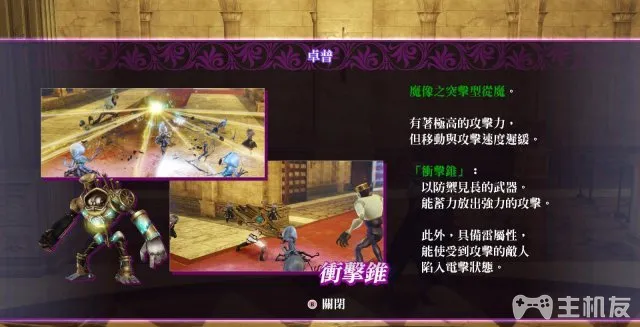 卓普
魔像之突擊型從魔。
有著極高的攻擊力，
但移動與攻擊速度遲緩。
「衝擊錐」：
以防禦見長的武器。
能蓄力放出強力的攻擊。
此外，具備雷屬性，
能使受到攻擊的敵人
陷入電擊狀態。
衝擊錐
關閉
主机友